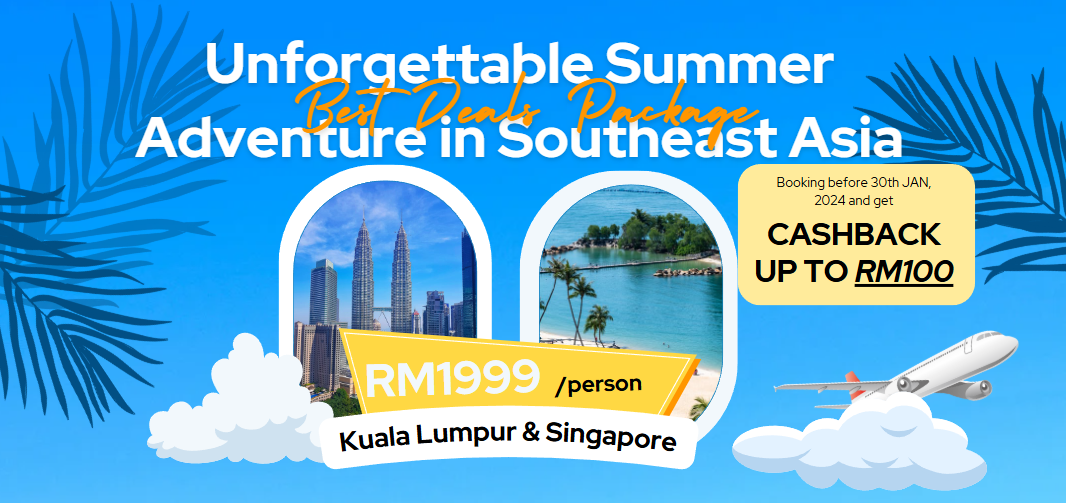 Unforgettable Summer
Best Deals Package
Adventure in Southeast Asia
Booking before 30th JAN,
2024 and get
CASHBACK
UP TO RM100
RM1999 /person
Kuala Lumpur & Singapore